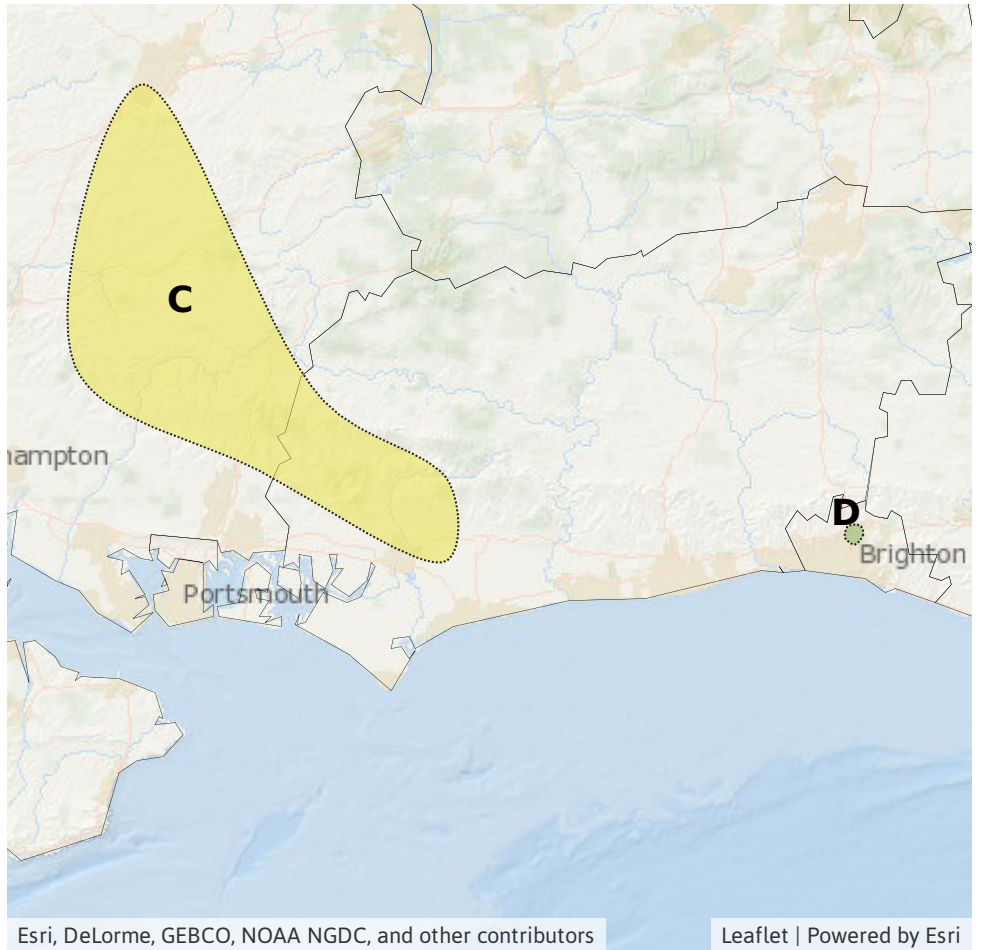 C
hampton
D
Brighton
Portsmouth
Esri, DeLorme, GEBCO, NOAA NGDC, and other contributors
Leaflet | Powered by Esri